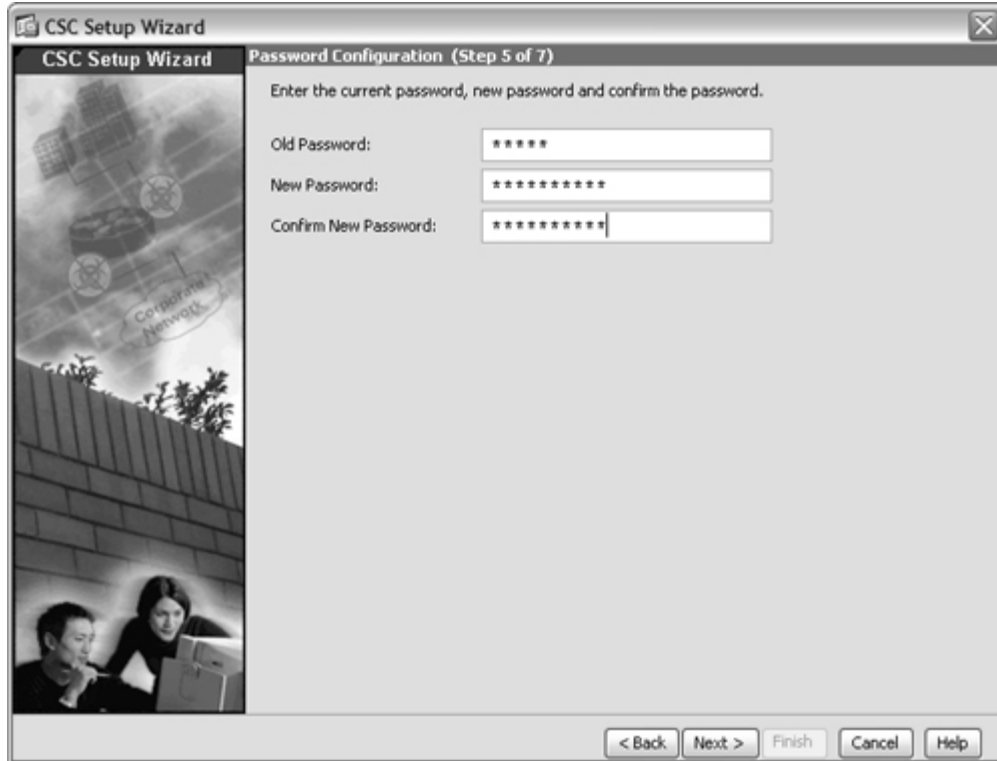 CSC Setup Wizard
CSC Setup Wizard
Password Configuration (Step 5 of 7)
Enter the current password, new password and confirm the password.
Old Password: *****
New Password: **********
Confirm New Password: **********
Corporate
Network
< Back Next > Finish Cancel Help